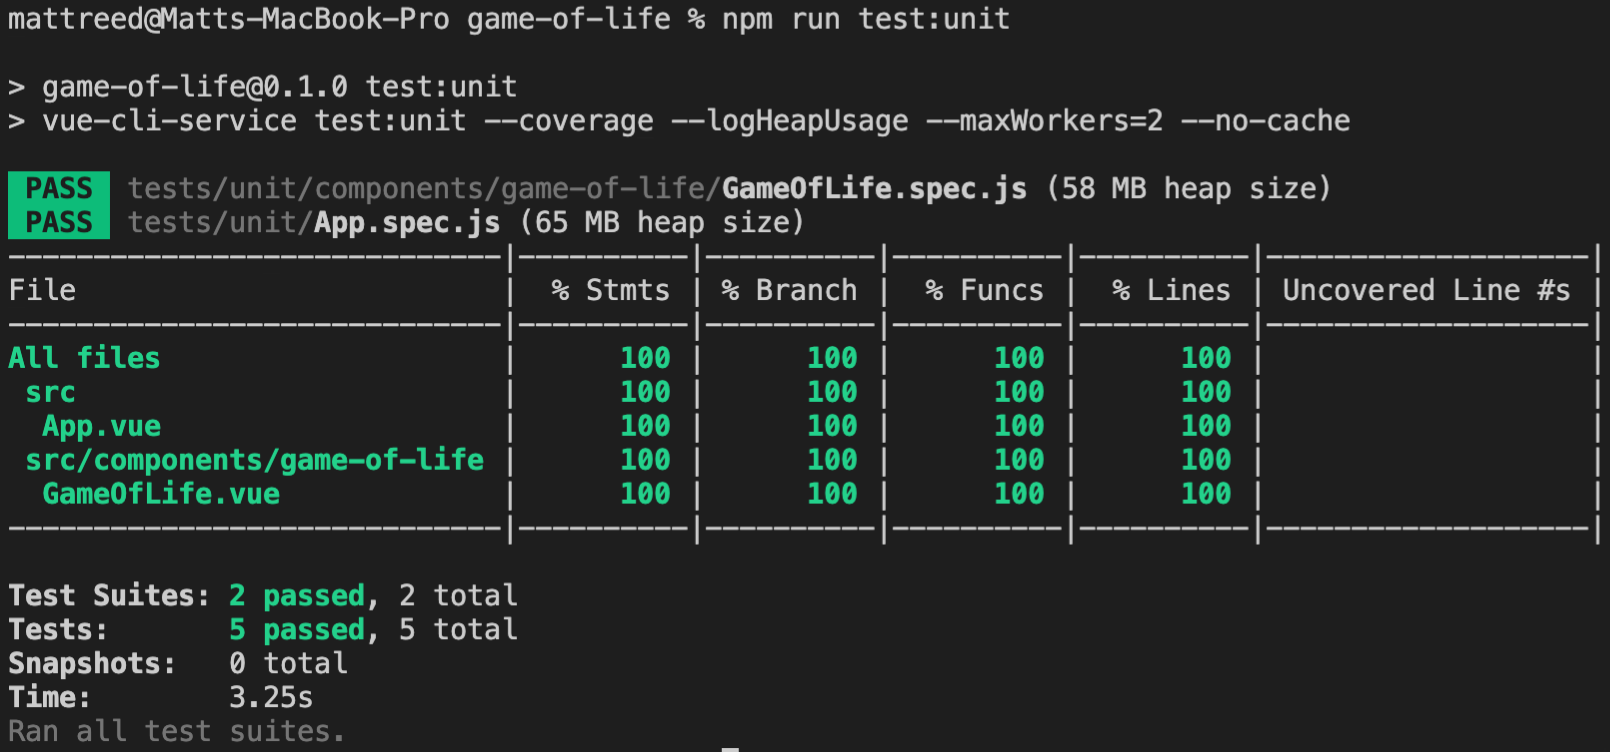 mattreed@Matts-MacBook-Pro game-of-life % npm run test:unit
> game-of-life@0.1.0 test:unit
> vue-cli-service test:unit --coverage --logHeapUsage --maxWorkers=2 --no-cache
PASS tests/unit/components/game-of-life/GameOfLife.spec.js (58 MB heap size)
PASS tests/unit/App.spec.js (65 MB heap size)
-----------------------------|----------|----------|----------|----------|-------------------|
File                         |  % Stmts | % Branch |  % Funcs |  % Lines | Uncovered Line #s |
-----------------------------|----------|----------|----------|----------|-------------------|
All files                    |      100 |      100 |      100 |      100 |                   |
 src                         |      100 |      100 |      100 |      100 |                   |
  App.vue                    |      100 |      100 |      100 |      100 |                   |
 src/components/game-of-life |      100 |      100 |      100 |      100 |                   |
  GameOfLife.vue             |      100 |      100 |      100 |      100 |                   |
-----------------------------|----------|----------|----------|----------|-------------------|
Test Suites: 2 passed, 2 total
Tests:       5 passed, 5 total
Snapshots:   0 total
Time:        3.25s
Ran all test suites.